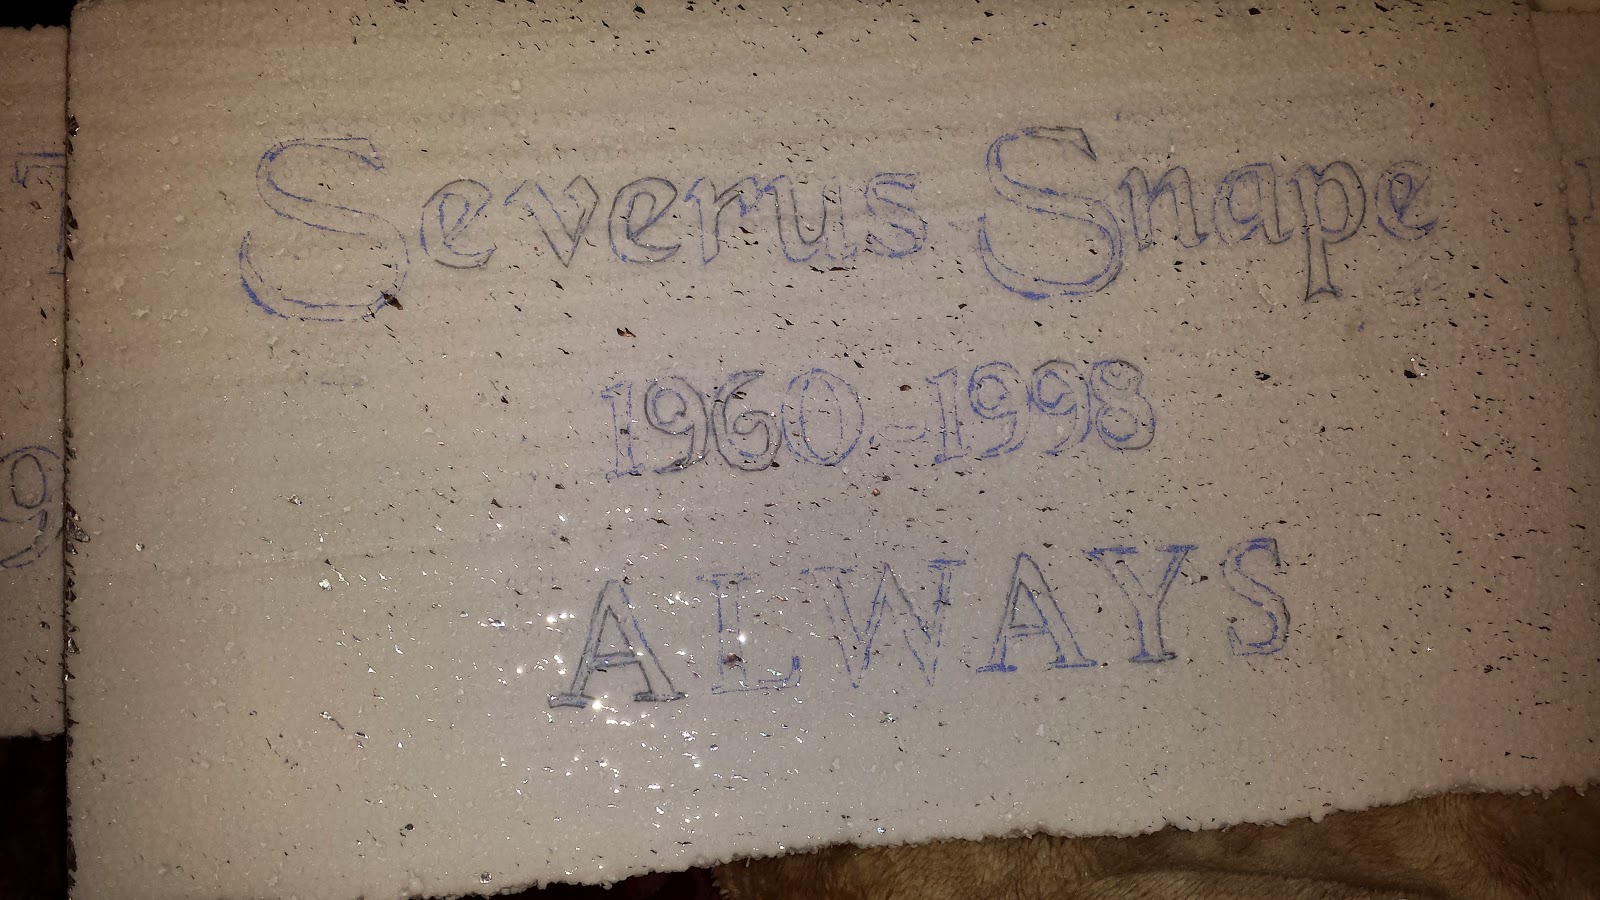 Severus Snape
1960-1998
ALWAYS